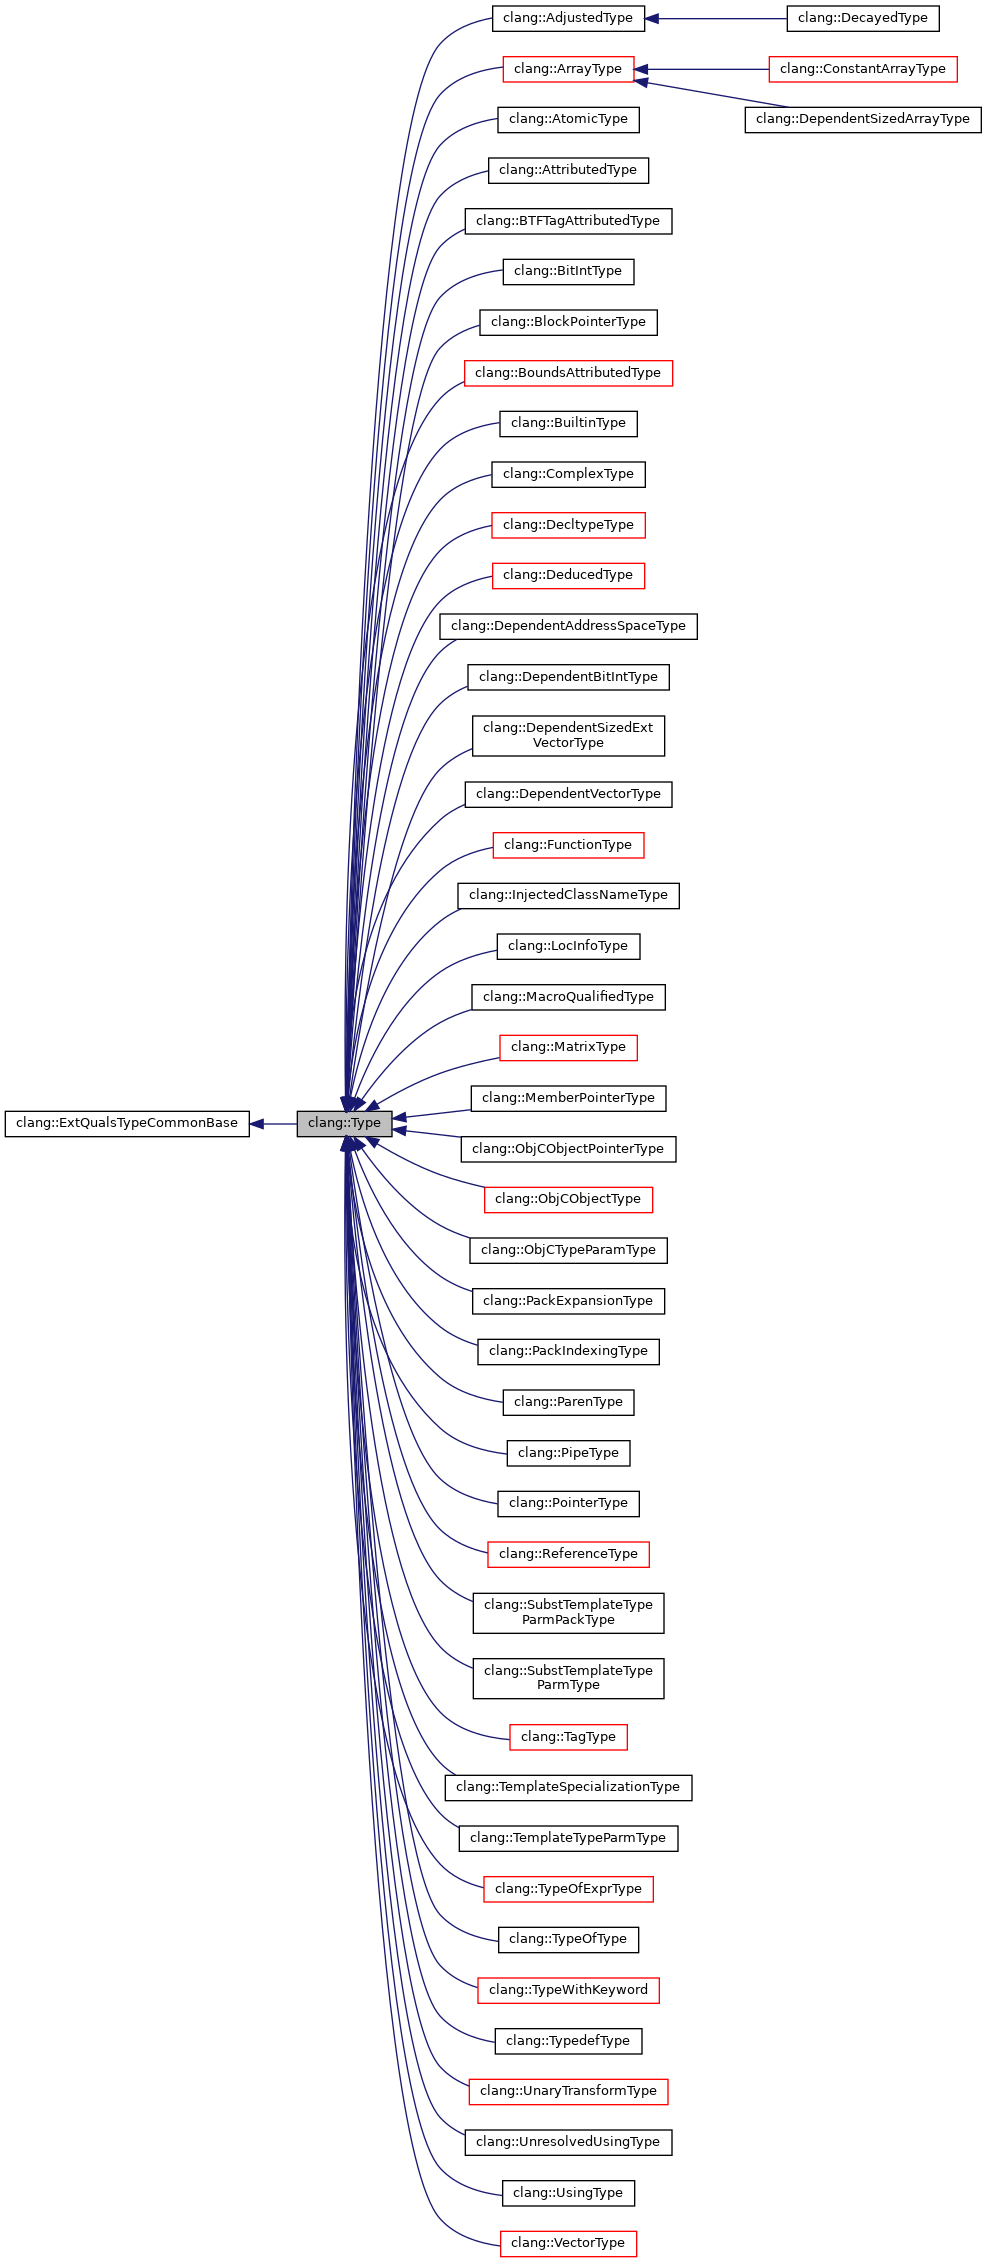 clang::AdjustedType
clang::DecayedType
clang::ArrayType
clang::ConstantArrayType
clang::AtomicType
clang::DependentSizedArrayType
clang::AttributedType
clang::BTFTagAttributedType
clang::BitIntType
clang::BlockPointerType
clang::BoundsAttributedType
clang::BuiltinType
clang::ComplexType
clang::DecltypeType
clang::DeducedType
clang::DependentAddressSpaceType
clang::DependentBitIntType
clang::DependentSizedExt
VectorType
clang::DependentVectorType
clang::FunctionType
clang::InjectedClassNameType
clang::LocInfoType
clang::MacroQualifiedType
clang::MatrixType
clang::MemberPointerType
clang::ExtQualsTypeCommonBase
clang::Type
clang::ObjCObjectPointerType
clang::ObjCObjectType
clang::ObjCTypeParamType
clang::PackExpansionType
clang::PackIndexingType
clang::ParenType
clang::PipeType
clang::PointerType
clang::ReferenceType
clang::SubstTemplateType
ParmPackType
clang::SubstTemplateType
ParmType
clang::TagType
clang::TemplateSpecializationType
clang::TemplateTypeParmType
clang::TypeOfExprType
clang::TypeOfType
clang::TypeWithKeyword
clang::TypedefType
clang::UnaryTransformType
clang::UnresolvedUsingType
clang::UsingType
clang::VectorType